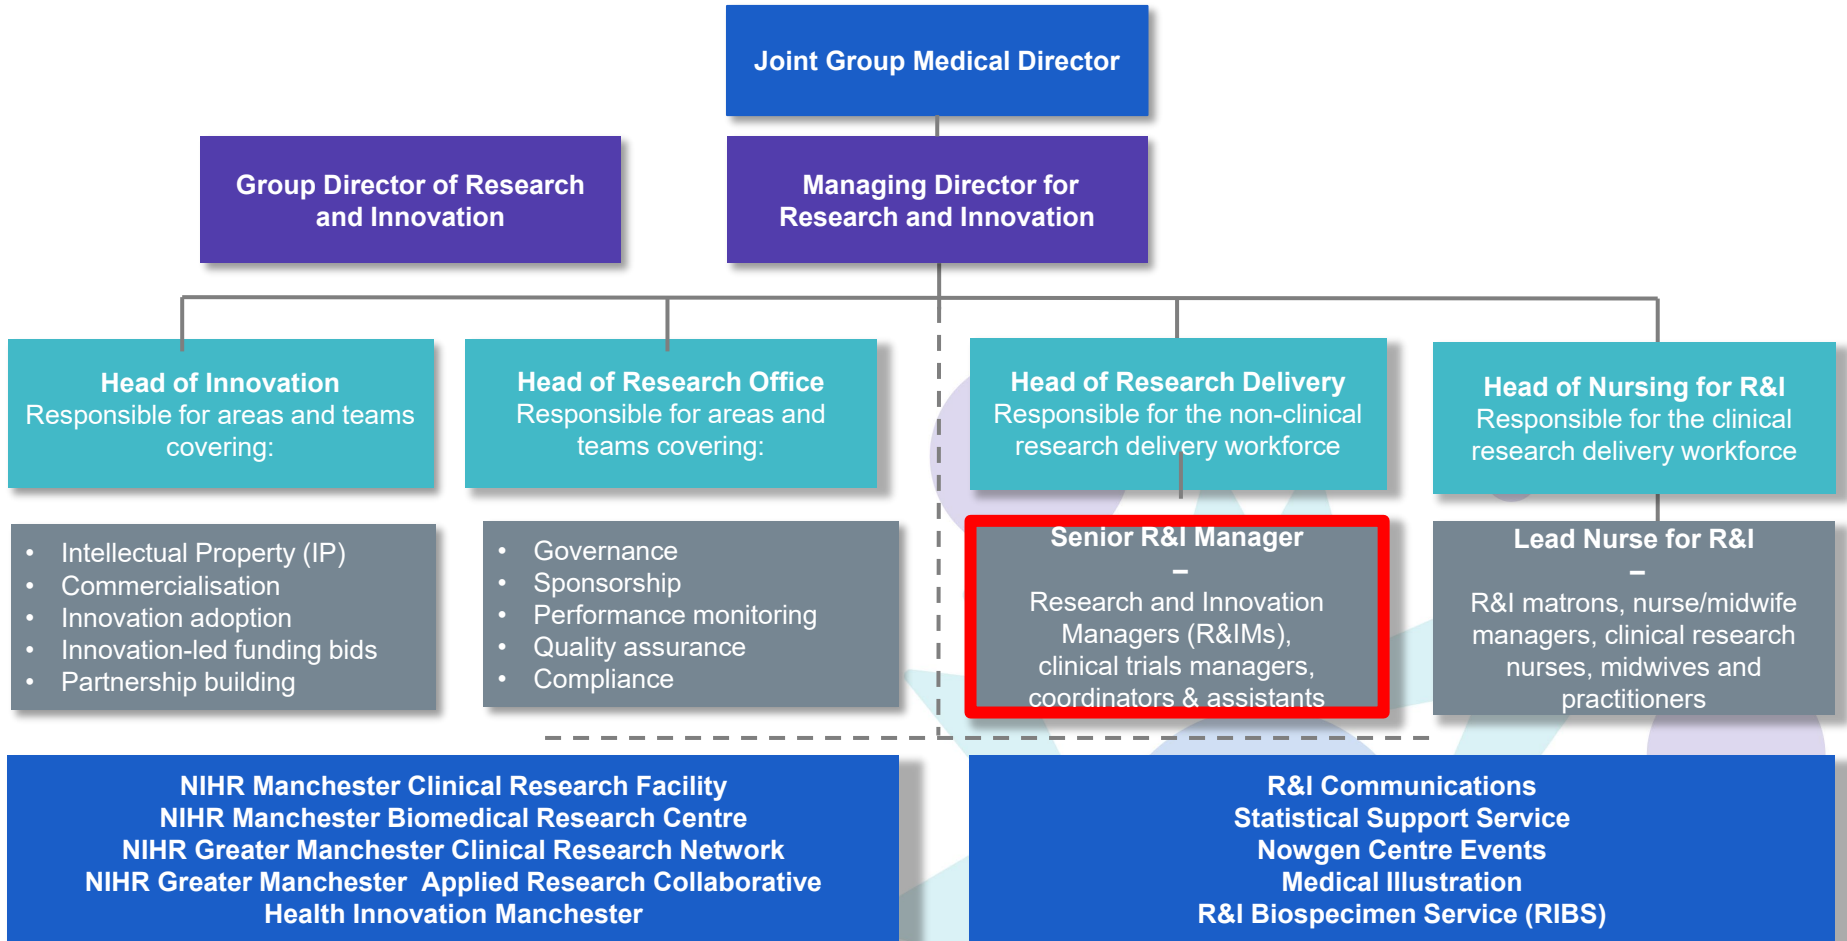 Joint Group Medical Director
Group Director of Research
and Innovation
Managing Director for
Research and Innovation
Head of Innovation
Responsible for areas and teams
covering:
Head of Research Office
Responsible for areas and
teams covering:
Head of Research Delivery
Responsible for the non-clinical
research delivery workforce
Head of Nursing for R&I
Responsible for the clinical
research delivery workforce
• Intellectual Property (IP)
• Commercialisation
• Innovation adoption
• Innovation-led funding bids
• Partnership building
• Governance
• Sponsorship
• Performance monitoring
• Quality assurance
• Compliance
Senior R&I Manager
–
Research and Innovation
Managers (R&IMs),
clinical trials managers,
coordinators & assistants
Lead Nurse for R&I
–
R&I matrons, nurse/midwife
managers, clinical research
nurses, midwives and
practitioners
NIHR Manchester Clinical Research Facility
NIHR Manchester Biomedical Research Centre
NIHR Greater Manchester Clinical Research Network
NIHR Greater Manchester Applied Research Collaborative
Health Innovation Manchester
R&I Communications
Statistical Support Service
Nowgen Centre Events
Medical Illustration
R&I Biospecimen Service (RIBS)